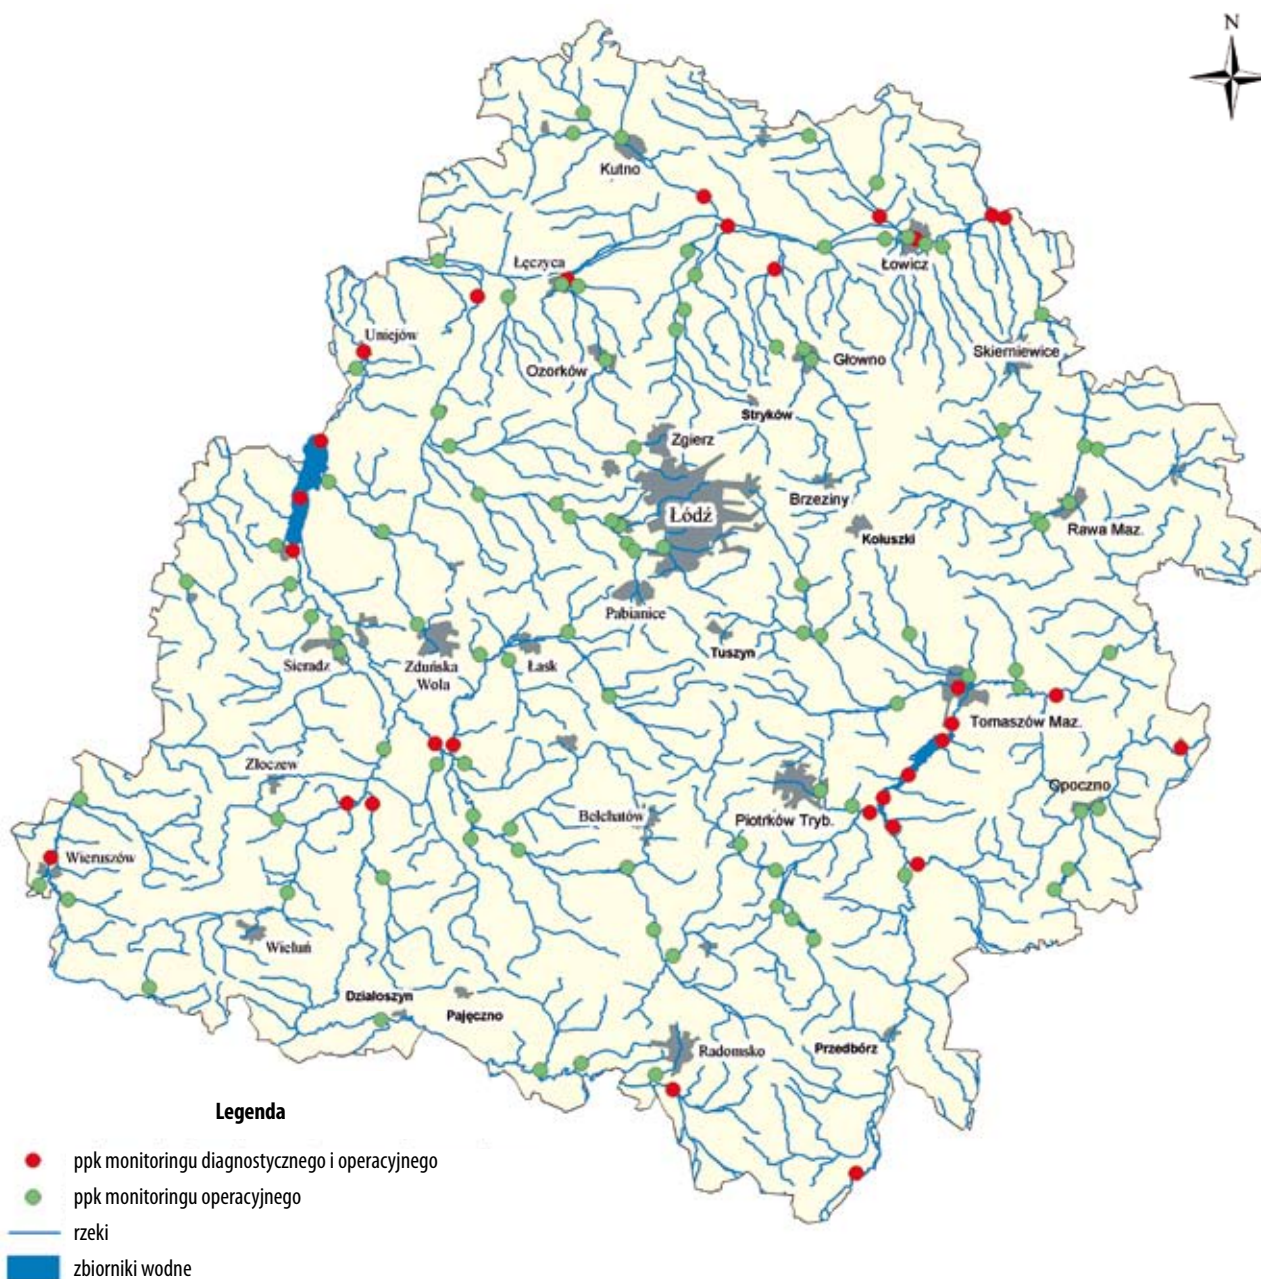 N
Kutno
Łęczyca
Łowicz
Uniejów
Ozorków
Głowno
Skierniewice
Stryków
Zgierz
Łódź
Brzeziny
Koluszki
Rawa Maz.
Pabianice
Tuszyn
Sieradz
Zduńska
Wola
Łask
Tomaszów Maz.
Złoczew
Opoczno
Bełchatów
Piotrków Tryb.
Wieruszów
Wieluń
Działoszyn
Pajęczno
Radomsko
Przedbórz
Legenda
ppk monitoringu diagnostycznego i operacyjnego
ppk monitoringu operacyjnego
rzeki
zbiorniki wodne